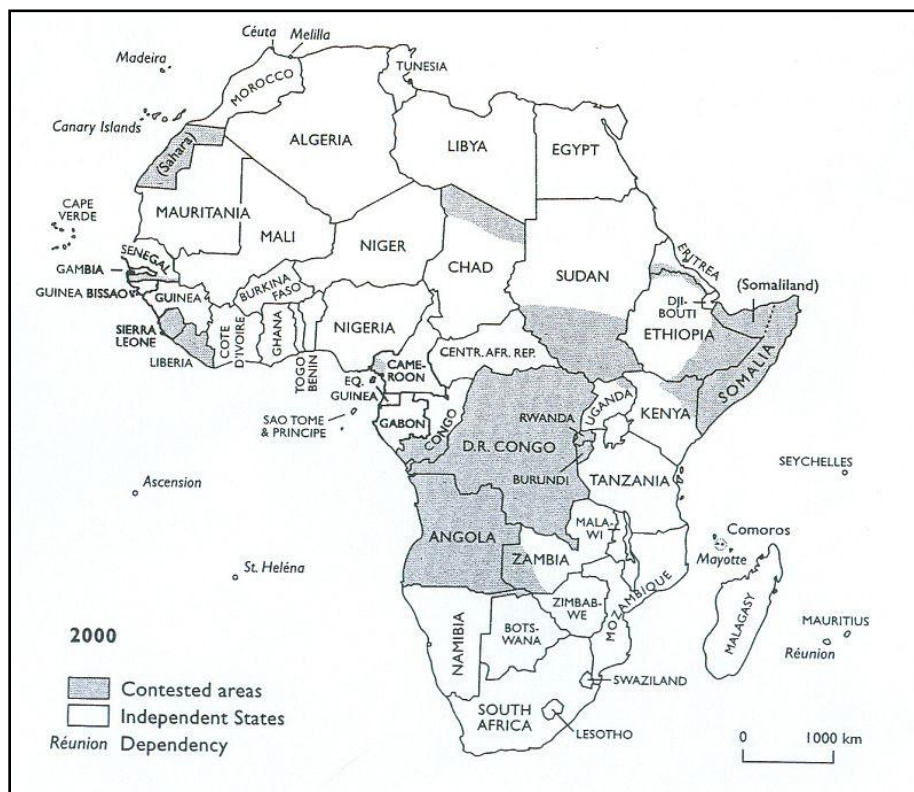 Céuta
Melilla
Madeira
TUNESIA
MOROCCO
Canary Islands
ALGERIA
LIBYA
EGYPT
(Sahara)
CAPE
VERDE
MAURITANIA
MALI
NIGER
CHAD
SUDAN
ERITREA
(Somaliland)
SENEGAL
GAMBIA
GUINEA BISSAO
GUINEA
BURKINA
FASO
DJI-
BOUTI
ETHIOPIA
SIERRA
LEONE
LIBERIA
COTE
D'IVOIRE
GHANA
TOGO
BENIN
NIGERIA
CAME-
ROON
CENTR. AFR. REP.
SOMALIA
EQ.
GUINEA
SAO TOME
& PRINCIPE
GABON
CONGO
D.R. CONGO
RWANDA
UGANDA
KENYA
BURUNDI
TANZANIA
SEYCHELLES
Ascension
ANGOLA
ZAMBIA
MALA-
WI
Comoros
Mayotte
St. Heléna
MOZAMBIQUE
ZIMBAB-
WE
MALAGASY
MAURITIUS
Réunion
NAMIBIA
BOTS-
WANA
SWAZILAND
SOUTH
AFRICA
LESOTHO
2000
Contested areas
Independent States
Réunion Dependency
0 1000 km